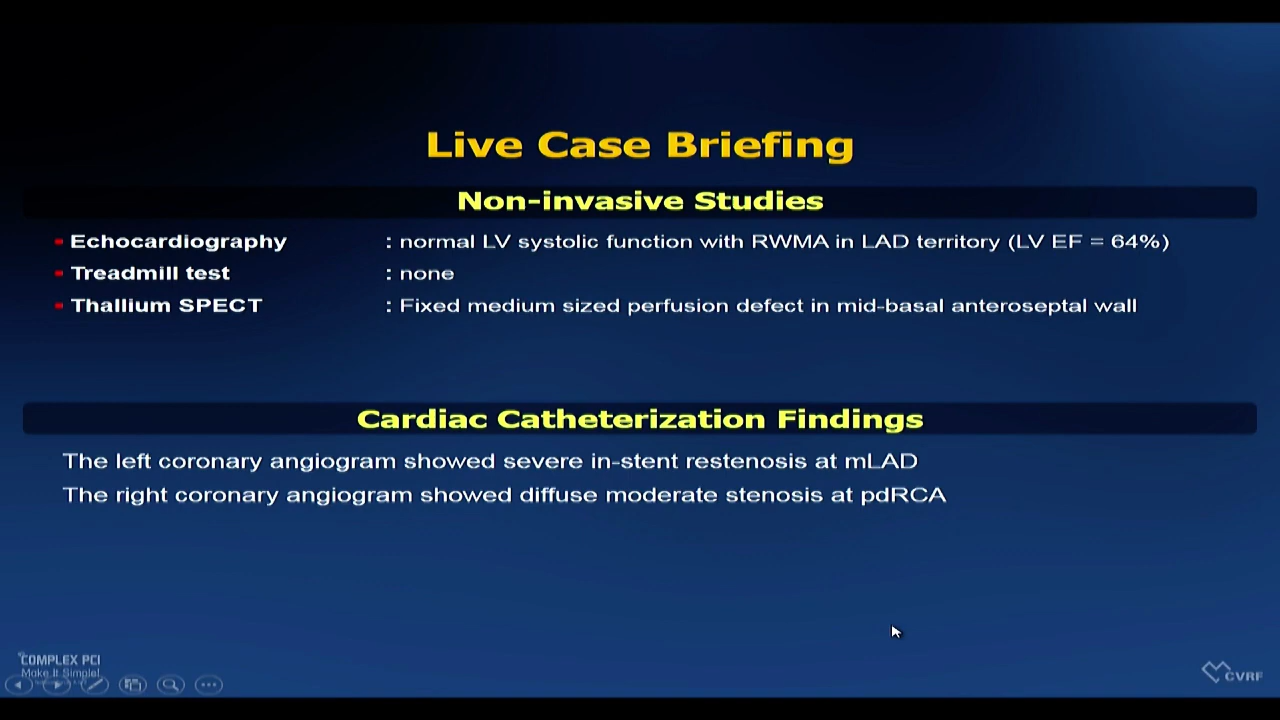 Live Case Briefing
Non-invasive Studies
Echocardiography : normal LV systolic function with RWMA in LAD territory (LV EF = 64%)
Treadmill test : none
Thallium SPECT : Fixed medium sized perfusion defect in mid-basal anteroseptal wall
Cardiac Catheterization Findings
The left coronary angiogram showed severe in-stent restenosis at mLAD
The right coronary angiogram showed diffuse moderate stenosis at pdRCA
COMPLEX PCI
Make It Simple!
CVRF